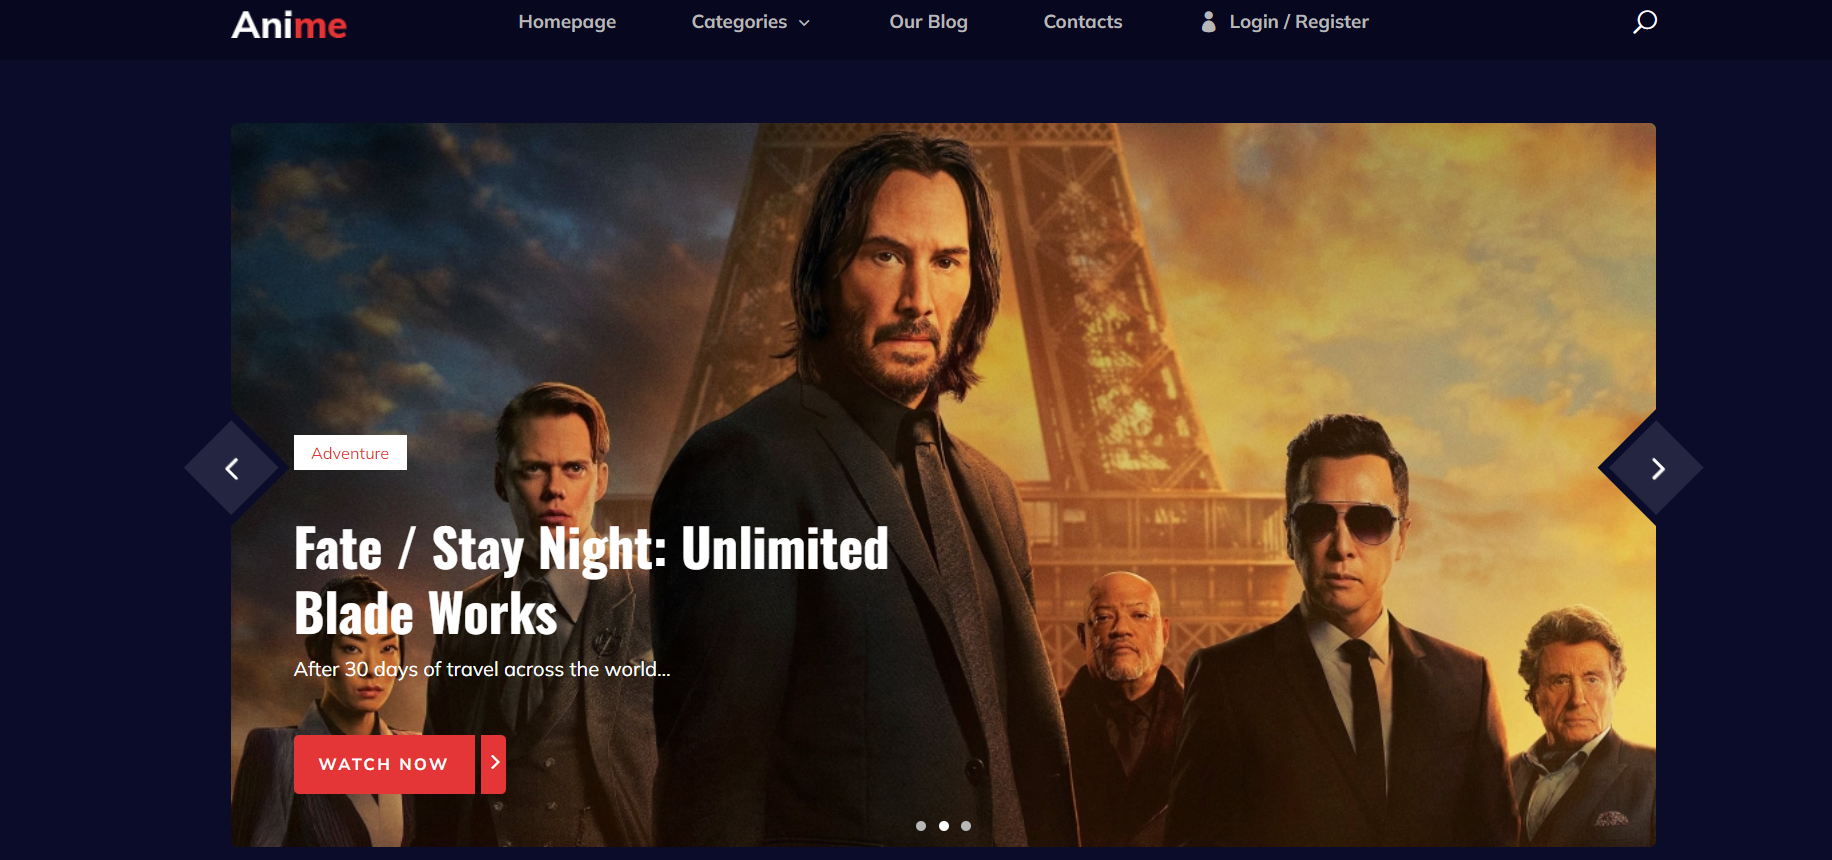 Anime
Homepage
Categories
Our Blog
Contacts
Login / Register
Adventure
Fate / Stay Night: Unlimited
Blade Works
After 30 days of travel across the world...
WATCH NOW